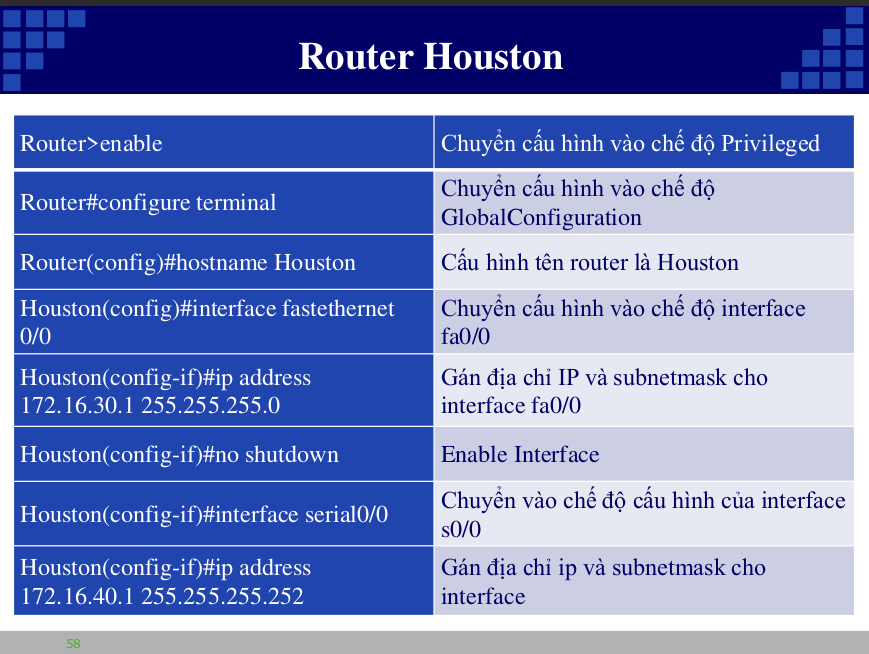 Router Houston
Router>enable
Chuyển cấu hình vào chế độ Privileged
Router#configure terminal
Chuyển cấu hình vào chế độ
GlobalConfiguration
Router(config)#hostname Houston
Cấu hình tên router là Houston
Houston(config)#interface fastethernet
0/0
Chuyển cấu hình vào chế độ interface
fa0/0
Houston(config-if)#ip address
172.16.30.1 255.255.255.0
Gán địa chỉ IP và subnetmask cho
interface fa0/0
Houston(config-if)#no shutdown
Enable Interface
Houston(config-if)#interface serial0/0
Chuyển vào chế độ cấu hình của interface
s0/0
Houston(config-if)#ip address
172.16.40.1 255.255.255.252
Gán địa chỉ ip và subnetmask cho
interface
58